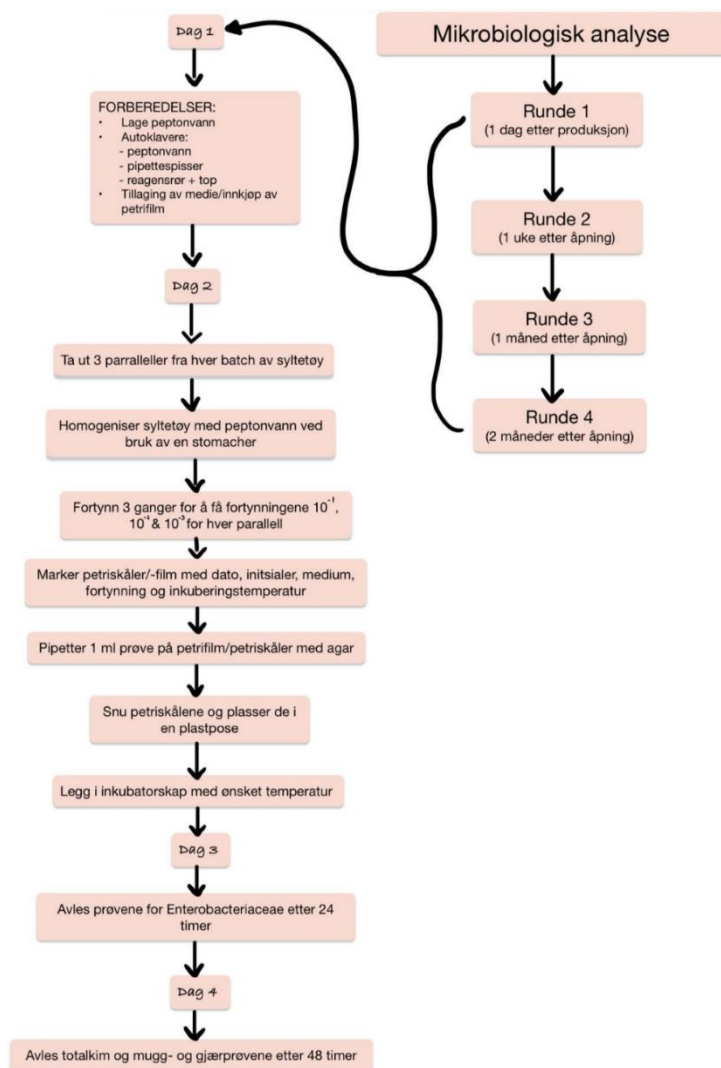 Mikrobiologisk analyse
Runde 1
(1 dag etter produksjon)
Runde 2
(1 uke etter åpning)
Runde 3
(1 måned etter åpning)
Runde 4
(2 måneder etter åpning)
Dag 1
FORBEREDELSER:
• Lage peptonvann
• Autoklavere:
- peptonvann
- pipettespisser
- reagensrør + top
• Tillaging av medie/innkjøp av
petrifilm
Dag 2
Ta ut 3 parralleller fra hver batch av syltetøy
Homogeniser syltetøy med peptonvann ved
bruk av en stomacher
Fortynn 3 ganger for å få fortynningene 10⁻¹,
10⁻² & 10⁻³ for hver parallell
Marker petriskåler/-film med dato, initsialer, medium,
fortynning og inkuberingstemperatur
Pipetter 1 ml prøve på petrifilm/petriskåler med agar
Snu petriskålene og plasser de i
en plastpose
Legg i inkubatorskap med ønsket temperatur
Dag 3
Avles prøvene for Enterobacteriaceae etter 24
timer
Dag 4
Avles totalkim og mugg- og gjærprøvene etter 48 timer